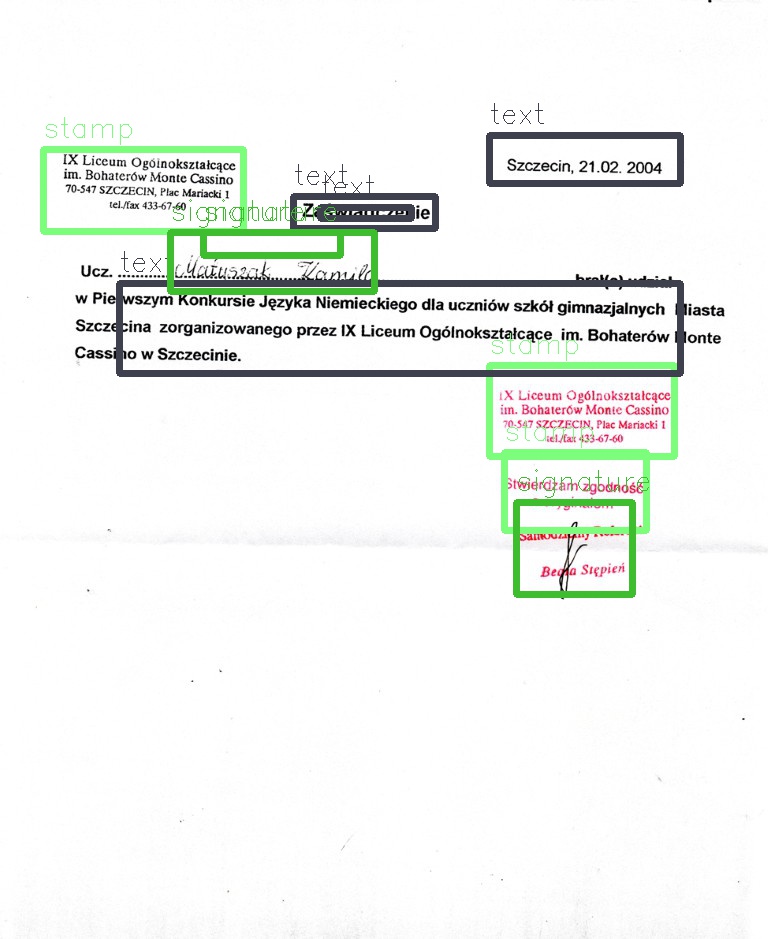 stamp
text
IX Liceum Ogólnokształcące
im. Bohaterów Monte Cassino
70-547 SZCZECIN, Plac Mariacki 1
tel./fax 433-67-60
Szczecin, 21.02. 2004
text
text
Zaświadczenie
signature
signature
text
Ucz. Matuszak Kamila brał(a) udział
w Pierwszym Konkursie Języka Niemieckiego dla uczniów szkół gimnazjalnych Miasta
Szczecina zorganizowanego przez IX Liceum Ogólnokształcące im. Bohaterów Monte
Cassino w Szczecinie.
stamp
IX Liceum Ogólnokształcące
im. Bohaterów Monte Cassino
70-547 SZCZECIN, Plac Mariacki 1
tel./fax 433-67-60
stamp
Stwierdzam zgodność
signature
Samodzielny
Beata Stępień